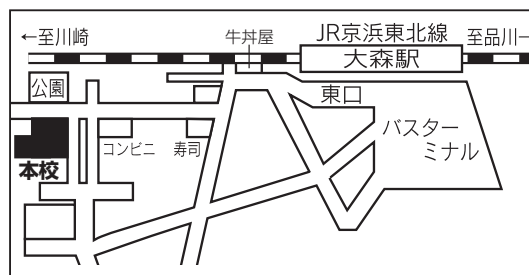 JR京浜東北線
←至川崎
牛丼屋
大森駅
至品川→
公園
東口
バスター
ミナル
コンビニ
寿司
本校